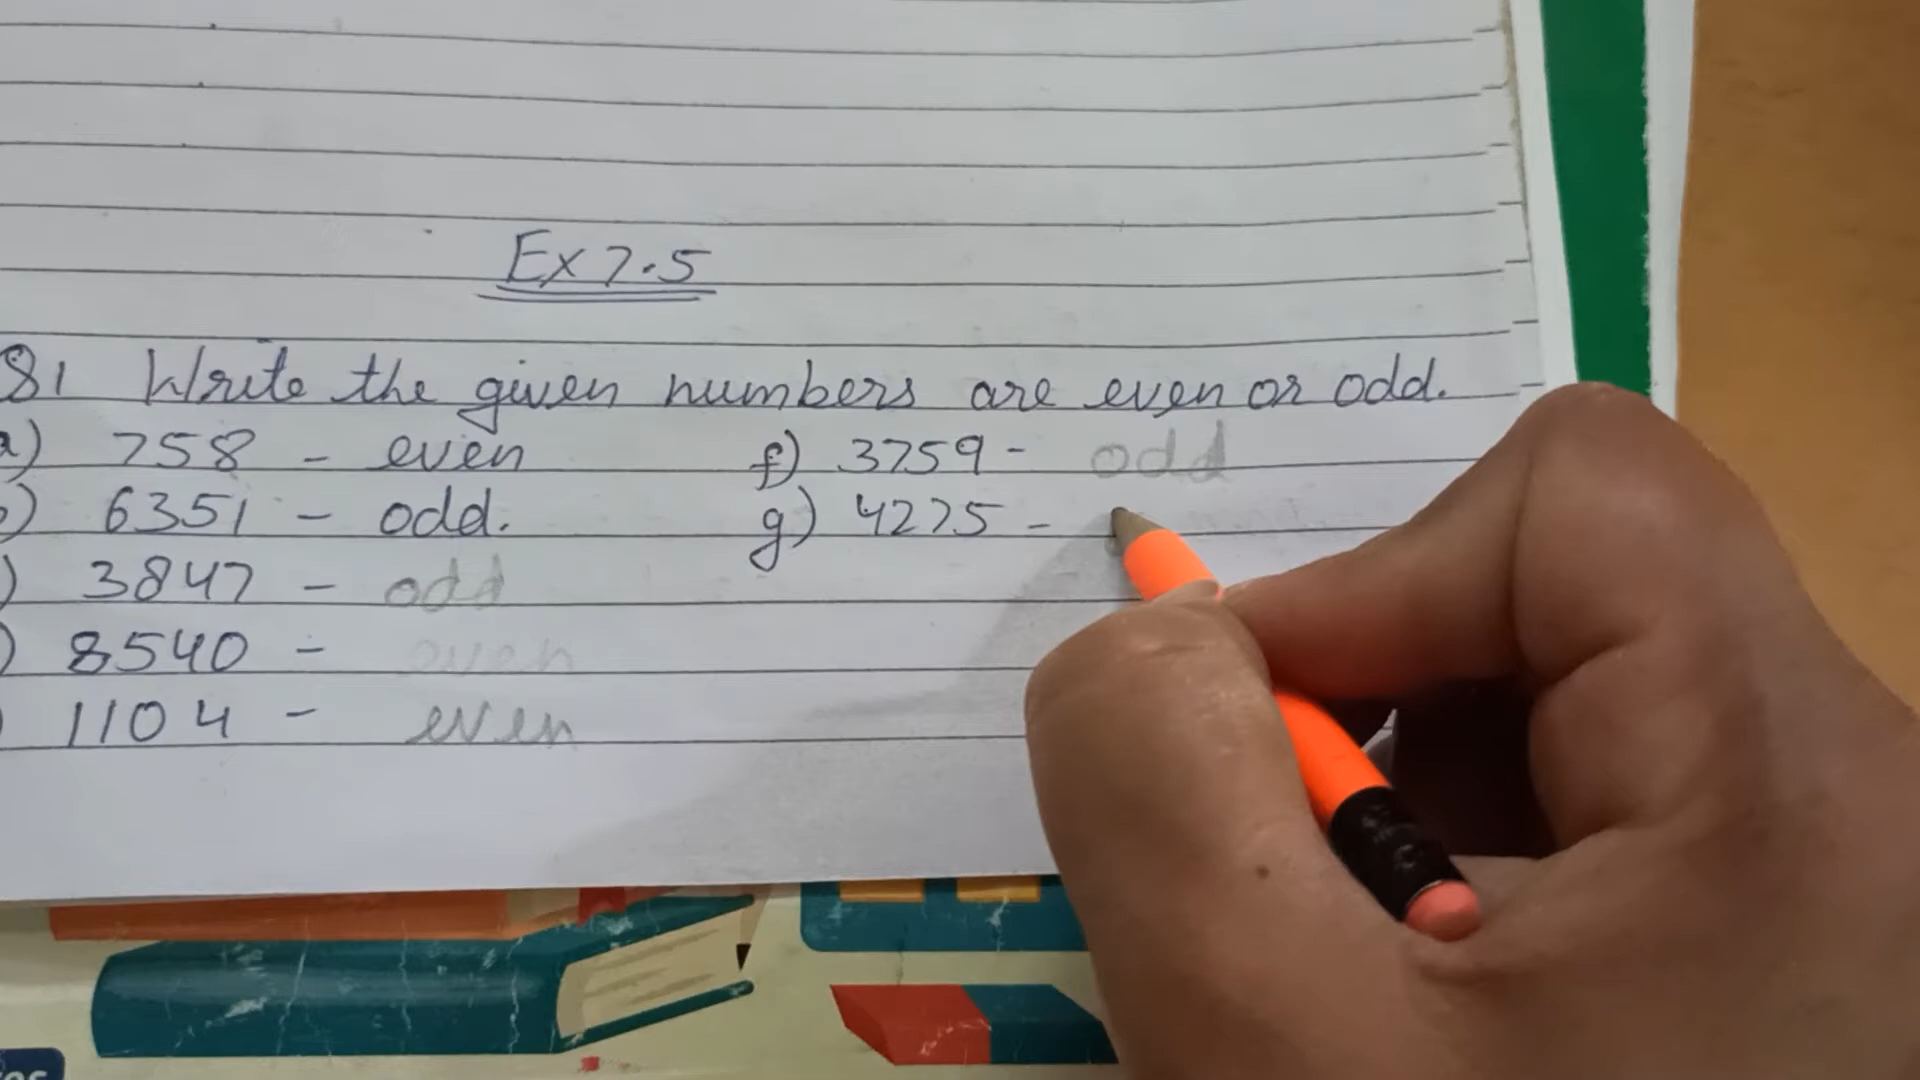 Ex 7.5
Q1 Write the given numbers are even or odd.
a) 758 - even
6351 - odd.
3847 - odd
8540 - even
1104 - even
f) 3759 - odd
g) 4275 -